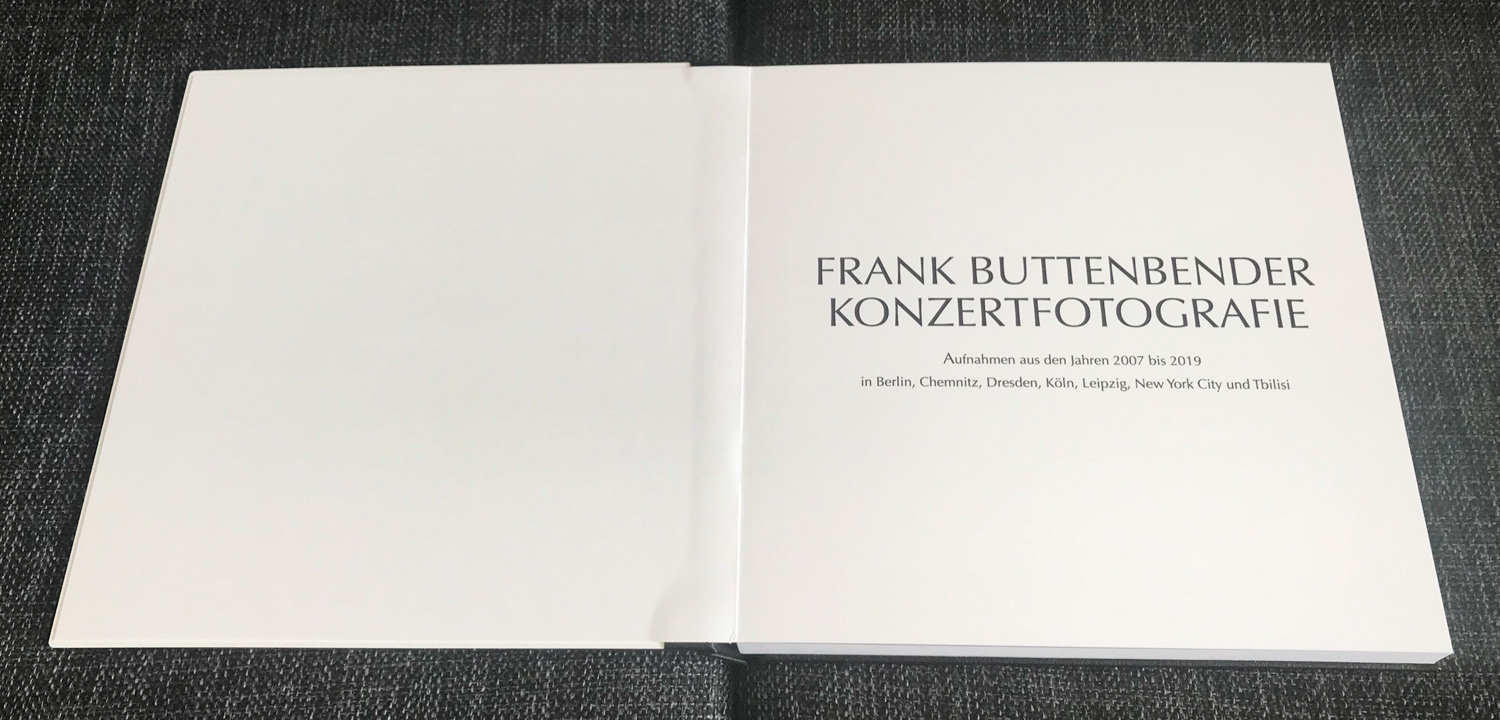 FRANK BUTTENBENDER
KONZERTFOTOGRAFIE
Aufnahmen aus den Jahren 2007 bis 2019
in Berlin, Chemnitz, Dresden, Köln, Leipzig, New York City und Tbilisi